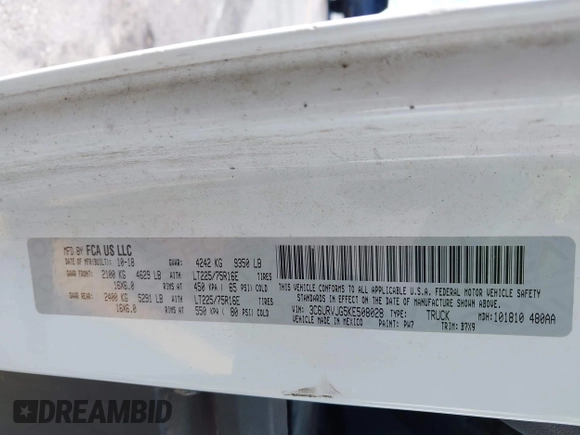 MFD BY FCA US LLC
DATE OF MFR(BUILT): 10-18 GVWR: 4242 KG 9350 LB
GAWR FRONT: 2100 KG 4629 LB WITH LT225/75R16E TIRES
16X6.0 RIMS AT 450 KPA ( 65 PSI) COLD
GAWR REAR: 2400 KG 5291 LB WITH LT225/75R16E TIRES
16X6.0 RIMS AT 550 KPA ( 80 PSI) COLD
THIS VEHICLE CONFORMS TO ALL APPLICABLE U.S.A. FEDERAL MOTOR VEHICLE SAFETY
STANDARDS IN EFFECT ON THE DATE OF MANUFACTURE SHOWN ABOVE.
VIN: 3C6URVJG5KE508028 TYPE: TRUCK MDH: 101810 480AA
VEHICLE MADE IN MEXICO PAINT: PW7 TRIM: B7X9
DREAMBID